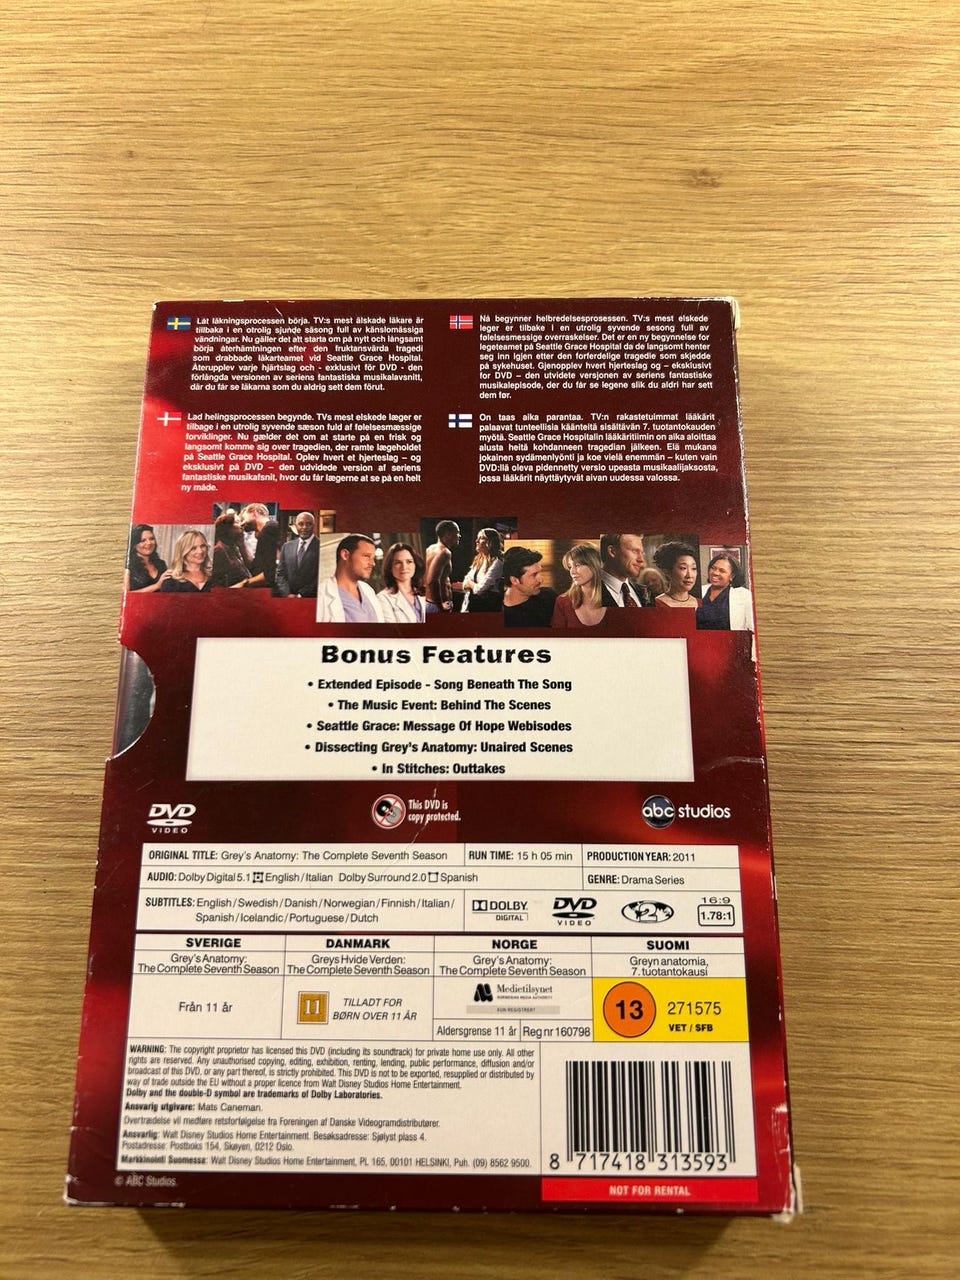 Låt läkningsprocessen börja. TV:s mest älskade läkare är
tillbaka i en otrolig sjunde säsong full av känslomässiga
vändningar. Nu gäller det att starta om på nytt och långsamt
börja återhämtningen efter den fruktansvärda tragedi
som drabbade läkarteamet vid Seattle Grace Hospital.
Återupplev varje hjärtslag och - exklusivt för DVD - den
förlängda versionen av seriens fantastiska musikalavsnitt,
där du får se läkarna som du aldrig sett dem förut.
Nå begynner helbredelsesprosessen. TV:s mest elskede
leger er tilbake i en utrolig syvende sesong full av
følelsesmessige overraskelser. Det er en ny begynnelse for
legeteamet på Seattle Grace Hospital da de langsomt henter
seg inn igjen etter den forferdelige tragedie som skjedde
på sykehuset. Gjenopplev hvert hjerteslag og – eksklusivt
for DVD – den utvidete versjonen av seriens fantastiske
musikalepisode, der du får se legene slik du aldri har sett
dem før.
Lad helingsprocessen begynde. TVs mest elskede læger er
tilbage i en utrolig syvende sæson fuld af følelsesmæssige
forviklinger. Nu gælder det om at starte på en frisk og
langsomt komme sig over tragedien, der ramte lægeholdet
på Seattle Grace Hospital. Oplev hvert et hjerteslag – og
eksklusivt på DVD – den udvidede version af seriens
fantastiske musikafsnit, hvor du får lægerne at se på en helt
ny måde.
On taas aika parantaa. TV:n rakastetuimmat lääkärit
palaavat tunteellisia käänteitä sisältävän 7. tuotantokauden
myötä. Seattle Grace Hospitalin lääkäritiimin on aika aloittaa
alusta heitä kohdanneen tragedian jälkeen. Elä mukana
jokainen sydämenlyönti ja koe vielä enemmän – kuten vain
DVD:llä oleva pidennetty versio upeasta musikaalijaksosta,
jossa lääkärit näyttäytyvät aivan uudessa valossa.
Bonus Features
• Extended Episode - Song Beneath The Song
• The Music Event: Behind The Scenes
• Seattle Grace: Message Of Hope Webisodes
• Dissecting Grey's Anatomy: Unaired Scenes
• In Stitches: Outtakes
DVD VIDEO
This DVD is
copy protected.
abc studios
ORIGINAL TITLE: Grey's Anatomy: The Complete Seventh Season RUN TIME: 15 h 05 min PRODUCTION YEAR: 2011
AUDIO: Dolby Digital 5.1 English/Italian Dolby Surround 2.0 Spanish GENRE: Drama Series
SUBTITLES: English/Swedish/Danish/Norwegian/Finnish/Italian/
Spanish/Icelandic/Portuguese/Dutch
DOLBY DIGITAL DVD VIDEO 2 16:9 1.78:1
SVERIGE DANMARK NORGE SUOMI
Grey's Anatomy:
The Complete Seventh Season
Greys Hvide Verden:
The Complete Seventh Season
Grey's Anatomy:
The Complete Seventh Season
Greyn anatomia,
7. tuotantokausi
Från 11 år
11 TILLADT FOR
BØRN OVER 11 ÅR
Medietilsynet
NORWEGIAN MEDIA AUTHORITY
KUN REGISTRERT
Aldersgrense 11 år Reg nr 160798
13 271575
VET / SFB
WARNING: The copyright proprietor has licensed this DVD (including its soundtrack) for private home use only. All other
rights are reserved. Any unauthorised copying, editing, exhibition, renting, lending, public performance, diffusion and/or
broadcast of this DVD, or any part thereof, is strictly prohibited. This DVD is not to be exported, resupplied or distributed by
way of trade outside the EU without a proper licence from Walt Disney Studios Home Entertainment.
Dolby and the double-D symbol are trademarks of Dolby Laboratories.
Ansvarig utgivare: Mats Caneman.
Overtrædelse vil medføre retsforfølgelse fra Foreningen af Danske Videogramdistributører.
Ansvarlig: Walt Disney Studios Home Entertainment. Besøksadresse: Sjølyst plass 4.
Postadresse: Postboks 154, Skøyen, 0212 Oslo.
Markkinointi Suomessa: Walt Disney Studios Home Entertainment, PL 165, 00101 HELSINKI, Puh. (09) 8562 9500.
8 717418 313593
© ABC Studios.
NOT FOR RENTAL